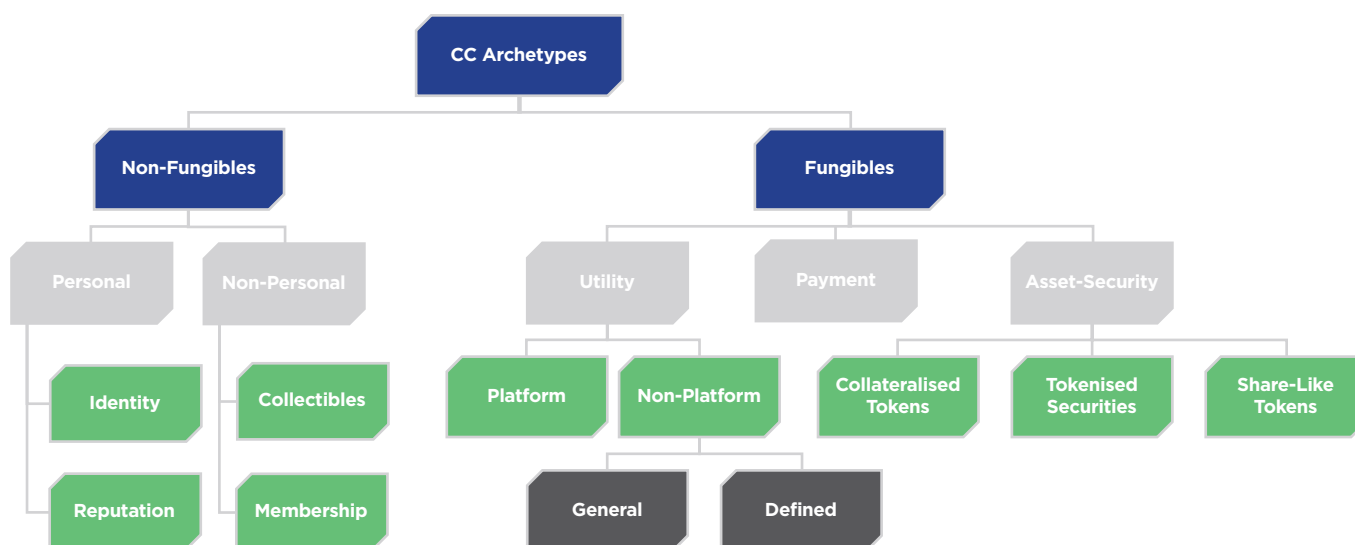 CC Archetypes
Non-Fungibles
Fungibles
Personal
Non-Personal
Utility
Payment
Asset-Security
Identity
Collectibles
Platform
Non-Platform
Collateralised
Tokens
Tokenised
Securities
Share-Like
Tokens
Reputation
Membership
General
Defined